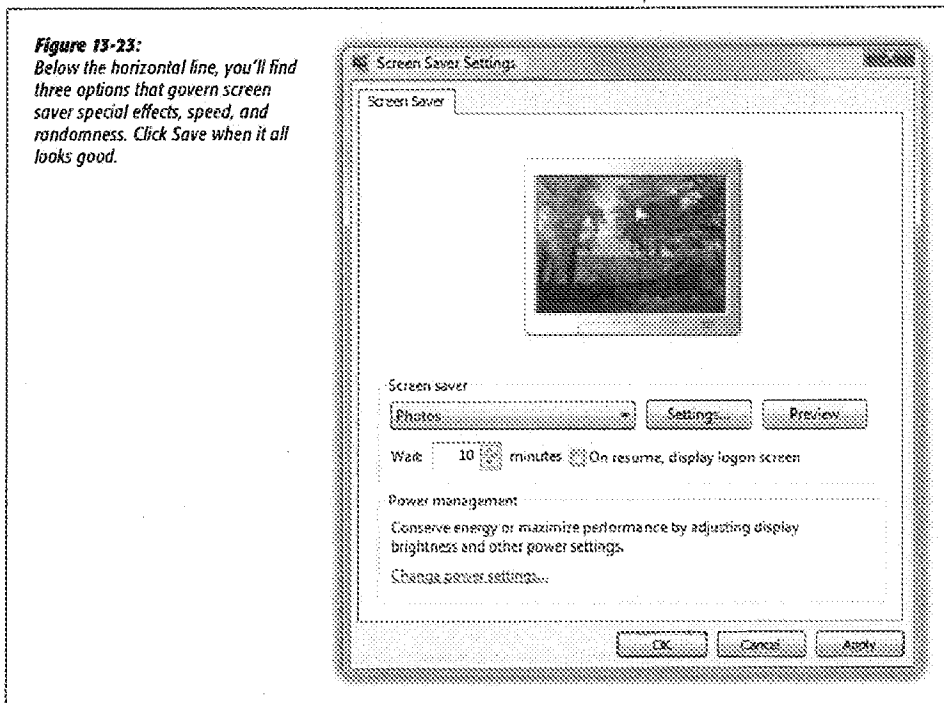 Figure 13-23:
Below the horizontal line, you'll find
three options that govern screen
saver special effects, speed, and
randomness. Click Save when it all
looks good.
Screen Saver Settings
Screen Saver
Screen saver
Photos
Settings...
Preview
Wait: 10 minutes On resume, display logon screen
Power management
Conserve energy or maximize performance by adjusting display
brightness and other power settings.
Change power settings...
OK
Cancel
Apply